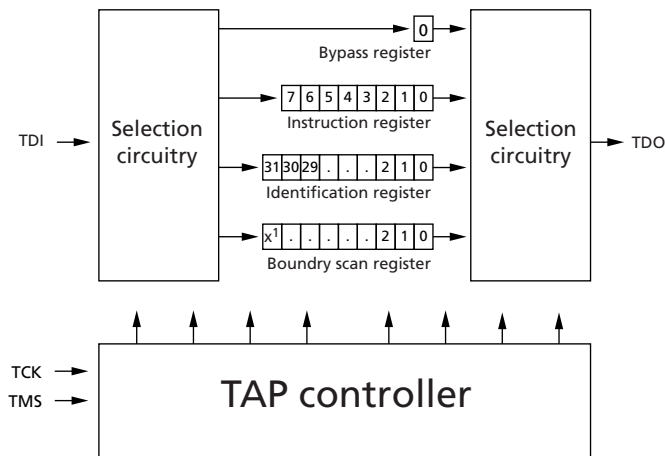 0
Bypass register
7 6 5 4 3 2 1 0
Instruction register
TDI
Selection
circuitry
Selection
circuitry
TDO
31 30 29 . . . 2 1 0
Identification register
x1 . . . . . 2 1 0
Boundry scan register
TCK
TMS
TAP controller